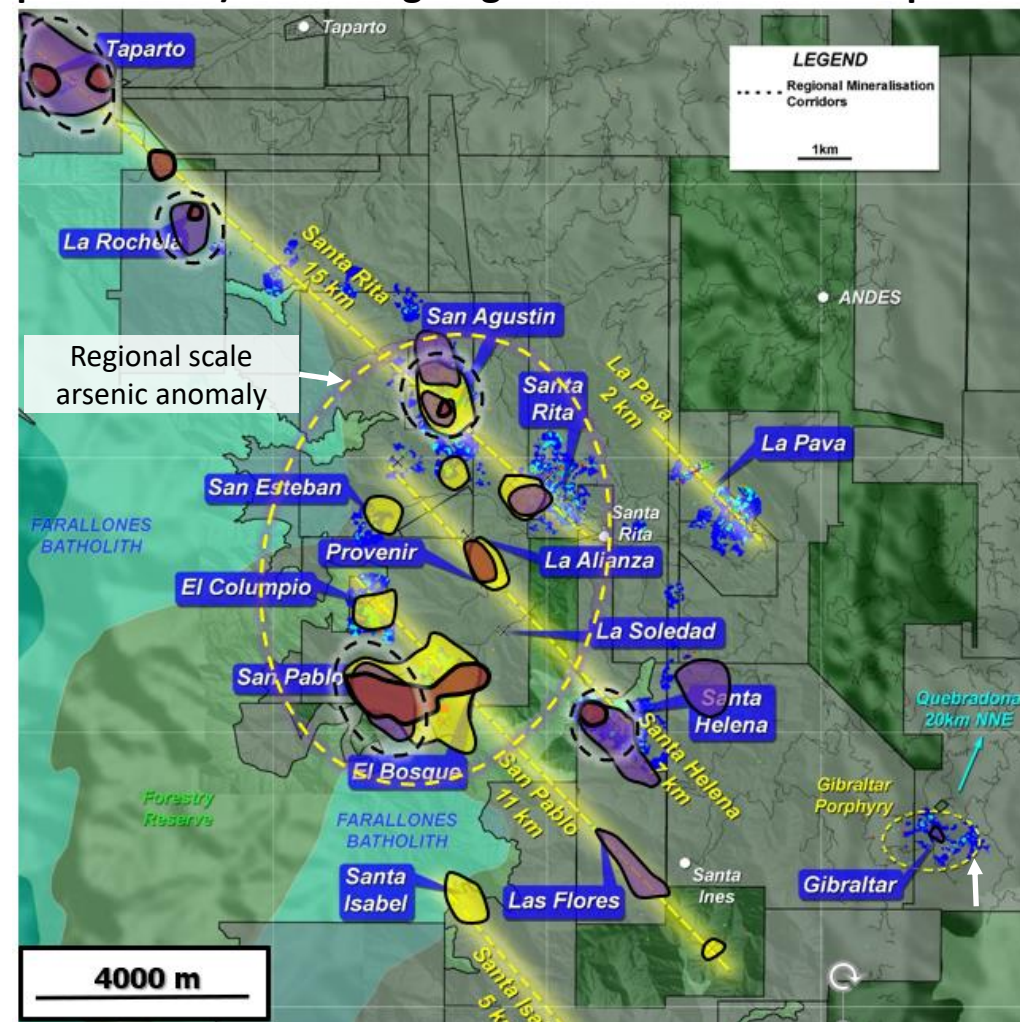 Taparto
Taparto
LEGEND
Regional Mineralisation
Corridors
1km
La Rochela
Santa Rita
15 km
ANDES
San Agustin
Regional scale
arsenic anomaly
La Pava
2 km
Santa
Rita
La Pava
San Esteban
Santa
Rita
FARALLONES
BATHOLITH
Provenir
La Alianza
El Columpio
La Soledad
San Pablo
Santa
Helena
Quebradona
20km NNE
El Bosque
Santa Helena
7 km
San Pablo
11 km
Gibraltar
Porphyry
Forestry
Reserve
FARALLONES
BATHOLITH
Santa
Isabel
Las Flores
Santa
Ines
Gibraltar
4000 m
5 k